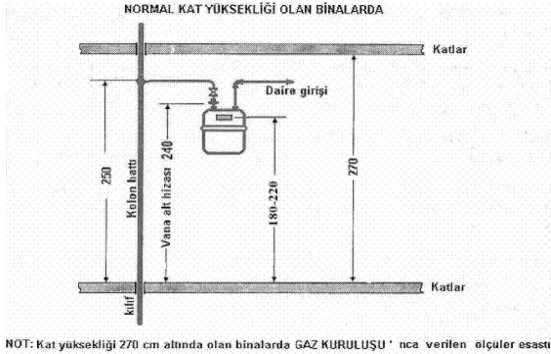 NORMAL KAT YÜKSEKLİĞİ OLAN BİNALARDA
Katlar
Daire girişi
250
Kolon hattı
Vana alt hizası 240
180-220
270
Katlar
kılıf
NOT: Kat yüksekliği 270 cm altında olan binalarda GAZ KURULUŞU ' nca verilen ölçüler esastı